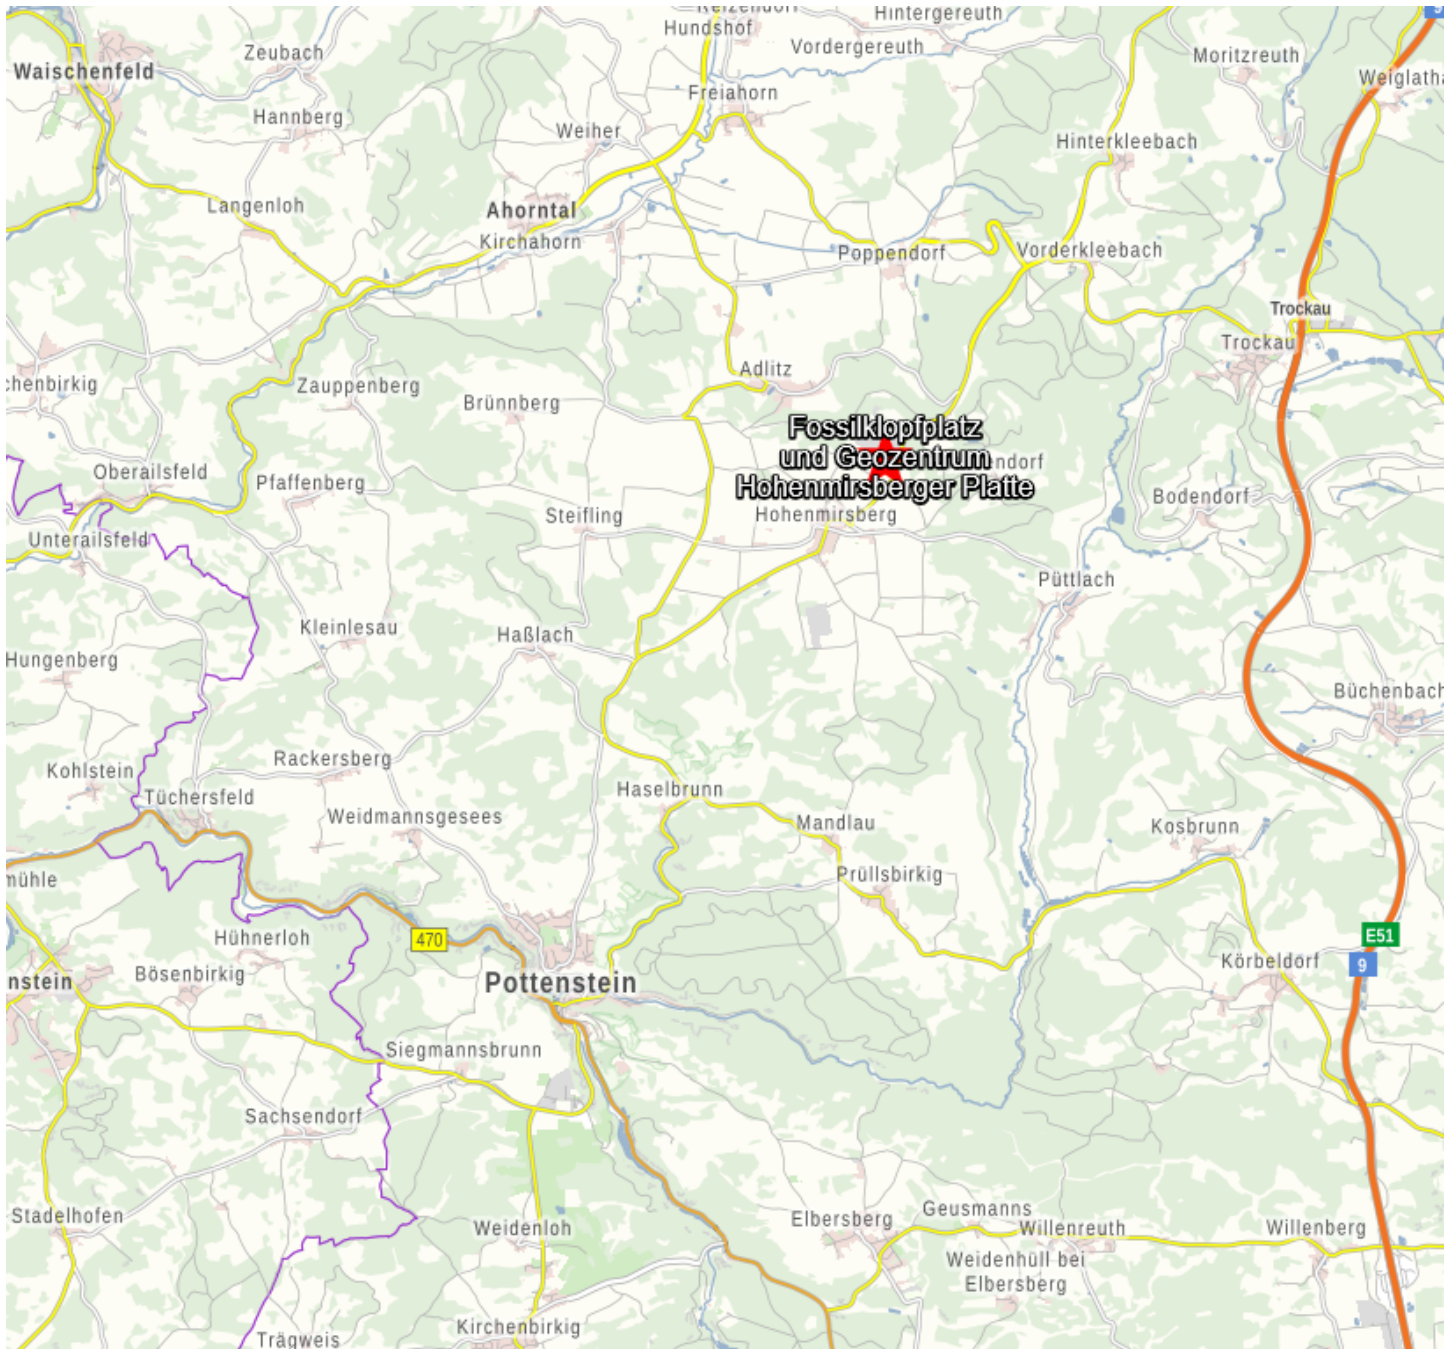 Hundshof
Hintergereuth
Vordergereuth
Zeubach
Waischenfeld
Moritzreuth
Freiahorn
Hannberg
Weiher
Hinterkleebach
Langenloh
Ahorntal
Kirchahorn
Poppendorf
Vorderkleebach
Trockau
Trockau
Adlitz
Zauppenberg
Brünnberg
Fossilklopfplatz
und Geozentrum
Hohenmirsberger Platte
Oberailsfeld
Pfaffenberg
Bodendorf
Steifling
Hohenmirsberg
Unterailsfeld
Püttlach
Kleinlesau
Haßlach
Hungenberg
Büchenbach
Rackersberg
Kohlstein
Tüchersfeld
Haselbrunn
Weidmannsgesees
Mandlau
Kosbrunn
Prüllsbirkig
mühle
Hühnerloh
470
E51
9
Bösenbirkig
nstein
Pottenstein
Körbeldorf
Siegmannsbrunn
Sachsendorf
Stadelhofen
Weidenloh
Elbersberg
Geusmanns
Willenreuth
Willenberg
Weidenhüll bei
Elbersberg
Trägweis
Kirchenbirkig